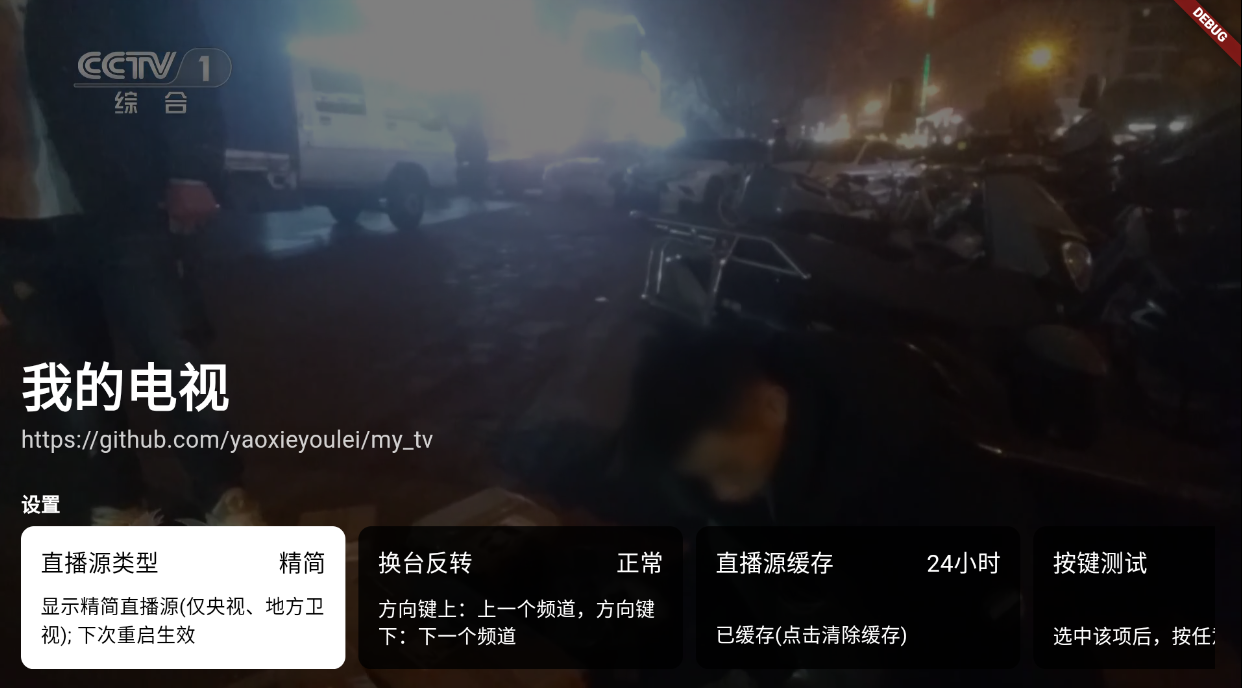 DEBUG
CCTV 1
综合
我的电视
https://github.com/yaoxieyoulei/my_tv
设置
直播源类型 精简
显示精简直播源(仅央视、地方卫
视); 下次重启生效
换台反转 正常
方向键上：上一个频道，方向键
下：下一个频道
直播源缓存 24小时
已缓存(点击清除缓存)
按键测试
选中该项后，按任